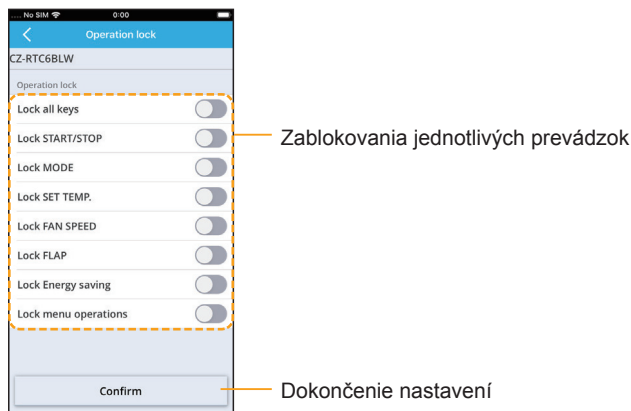 .... No SIM 0:00
Operation lock
CZ-RTC6BLW
Operation lock
Lock all keys
Lock START/STOP
Zablokovania jednotlivých prevádzok
Lock MODE
Lock SET TEMP.
Lock FAN SPEED
Lock FLAP
Lock Energy saving
Lock menu operations
Confirm
Dokončenie nastavení